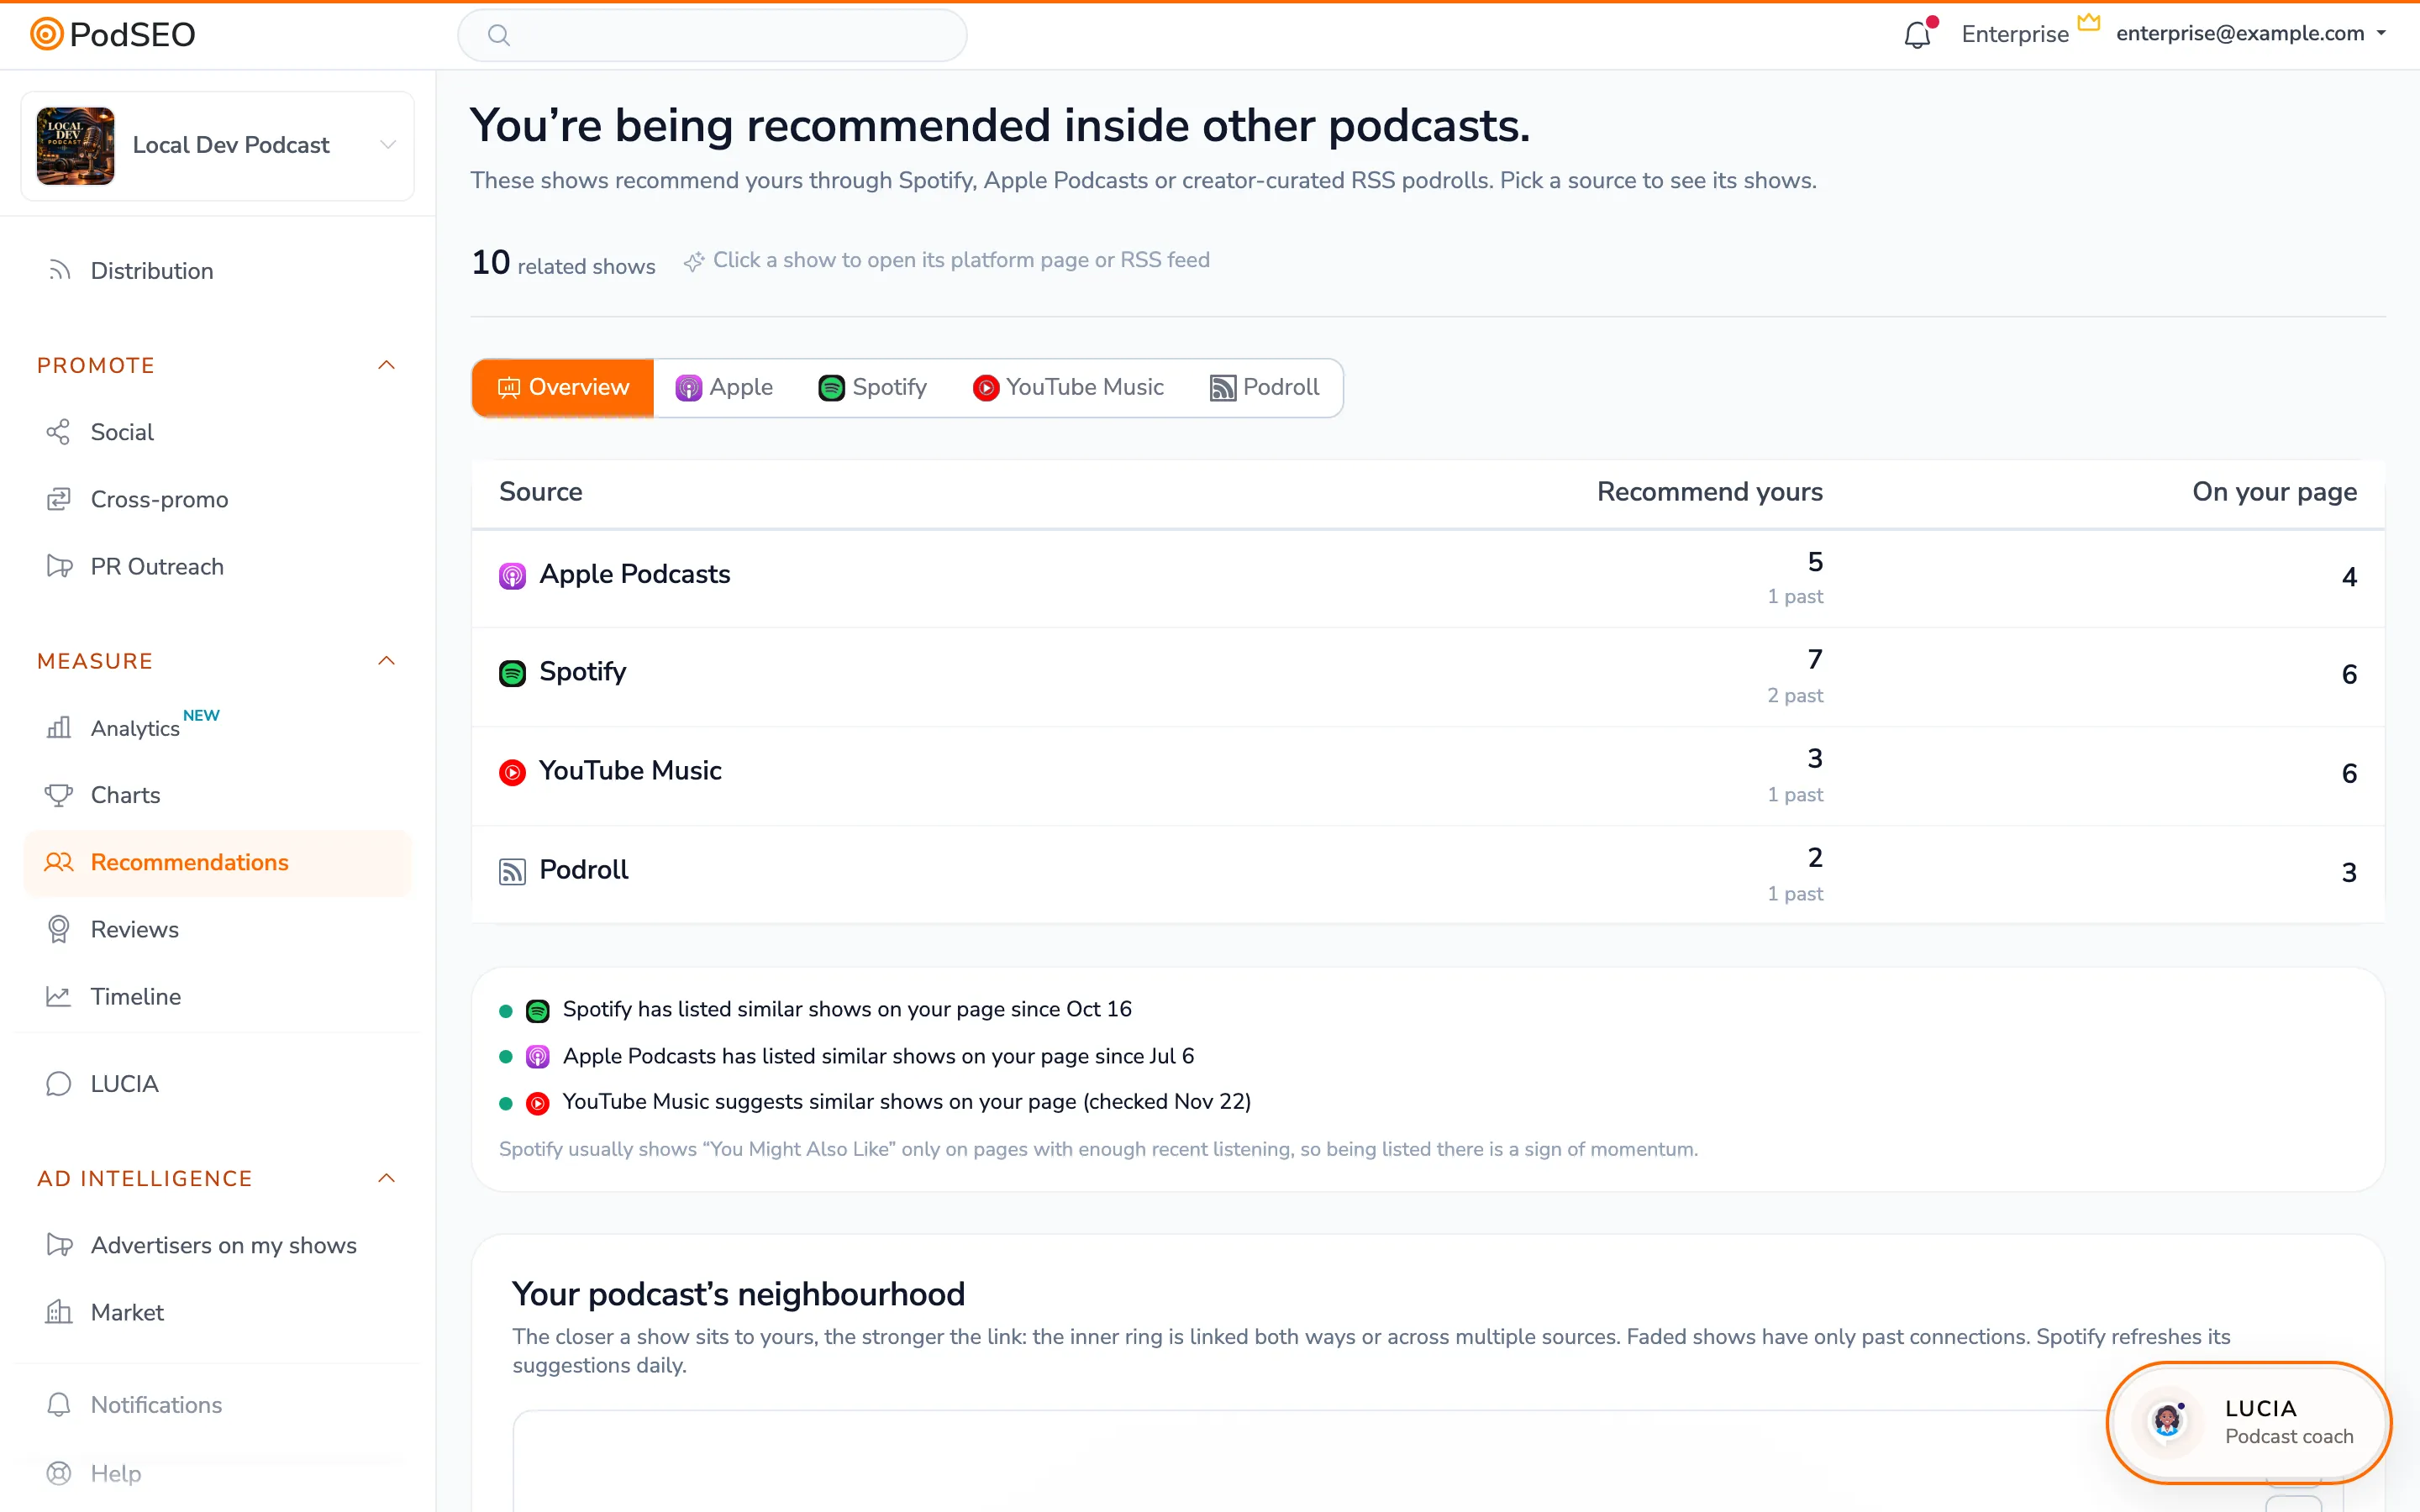 PodSEO
Enterprise
enterprise@example.com
LOCAL
DEV
PODCAST
Local Dev Podcast
Distribution
PROMOTE
Social
Cross-promo
PR Outreach
MEASURE
Analytics NEW
Charts
Recommendations
Reviews
Timeline
LUCIA
AD INTELLIGENCE
Advertisers on my shows
Market
Notifications
Help
You’re being recommended inside other podcasts.
These shows recommend yours through Spotify, Apple Podcasts or creator-curated RSS podrolls. Pick a source to see its shows.
10 related shows
Click a show to open its platform page or RSS feed
Overview
Apple
Spotify
YouTube Music
Podroll
Source Recommend yours On your page
Apple Podcasts 5 4
1 past
Spotify 7 6
2 past
YouTube Music 3 6
1 past
Podroll 2 3
1 past
Spotify has listed similar shows on your page since Oct 16
Apple Podcasts has listed similar shows on your page since Jul 6
YouTube Music suggests similar shows on your page (checked Nov 22)
Spotify usually shows “You Might Also Like” only on pages with enough recent listening, so being listed there is a sign of momentum.
Your podcast’s neighbourhood
The closer a show sits to yours, the stronger the link: the inner ring is linked both ways or across multiple sources. Faded shows have only past connections. Spotify refreshes its
suggestions daily.
LUCIA
Podcast coach